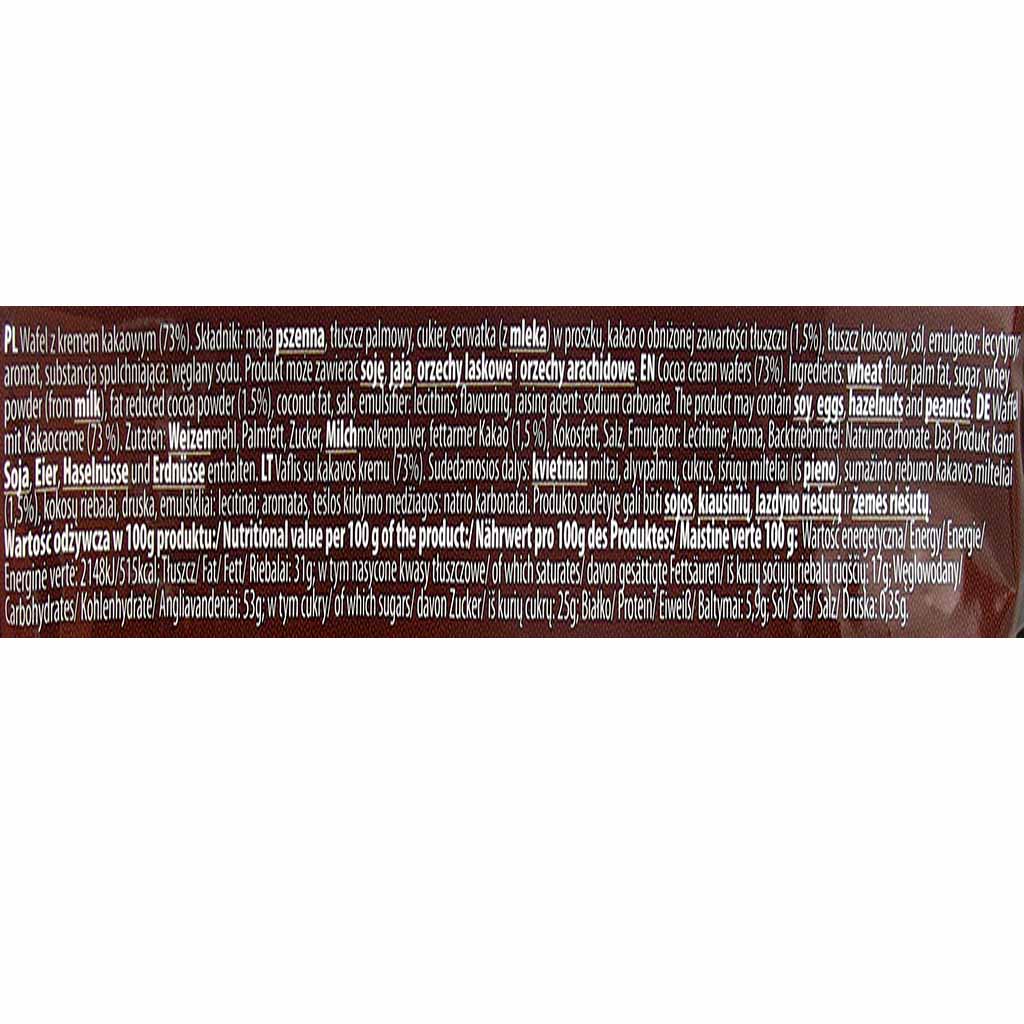 PL Wafel z kremem kakaowym (73%). Składniki: mąka pszenna, tłuszcz palmowy, cukier, serwatka (z mleka) w proszku, kakao o obniżonej zawartości tłuszczu (1,5%), tłuszcz kokosowy, sól, emulgator: lecytyny,
aromat, substancja spulchniająca: węglany sodu. Produkt może zawierać soję, jaja, orzechy laskowe i orzechy arachidowe. EN Cocoa cream wafers (73%). Ingredients: wheat flour, palm fat, sugar, whey
powder (from milk), fat reduced cocoa powder (1.5%), coconut fat, salt, emulsifier: lecithins; flavouring, raising agent: sodium carbonate. The product may contain soy, eggs, hazelnuts and peanuts. DE Waffel
mit Kakaocreme (73 %). Zutaten: Weizenmehl, Palmfett, Zucker, Milchmolkenpulver, fettarmer Kakao (1,5 %), Kokosfett, Salz, Emulgator: Lecithine; Aroma, Backtriebmittel: Natriumcarbonate. Das Produkt kann
Soja, Eier, Haselnüsse und Erdnüsse enthalten. LT Vaflis su kakavos kremu (73%). Sudedamosios dalys: kvietiniai miltai, alyvpalmių, cukrus, išrūgų milteliai (iš pieno), sumažinto riebumo kakavos milteliai
(1,5%), kokosų riebalai, druska, emulsikliai: lecitinai; aromatas, tešlos kildymo medžiagos: natrio karbonatai. Produkto sudėtyje gali būti sojos, kiaušinių, lazdyno riešutų ir žemės riešutų.
Wartość odżywcza w 100g produktu:/ Nutritional value per 100 g of the product:/ Nährwert pro 100g des Produktes:/ Maistinė vertė 100 g: Wartość energetyczna/ Energy/ Energie/
Energinė vertė: 2148kJ/515kcal; Tłuszcz/ Fat/ Fett/ Riebalai: 31g; w tym nasycone kwasy tłuszczowe/ of which saturates/ davon gesättigte Fettsäuren/ iš kurių sočiųjų riebalų rūgščių: 17g; Węglowodany/
Carbohydrates/ Kohlenhydrate/ Angliavandeniai: 53g; w tym cukry/ of which sugars/ davon Zucker/ iš kurių cukrų: 25g; Białko/ Protein/ Eiweiß/ Baltymai: 5,9g; Sól/ Salt/ Salz/ Druska: 0,35g.